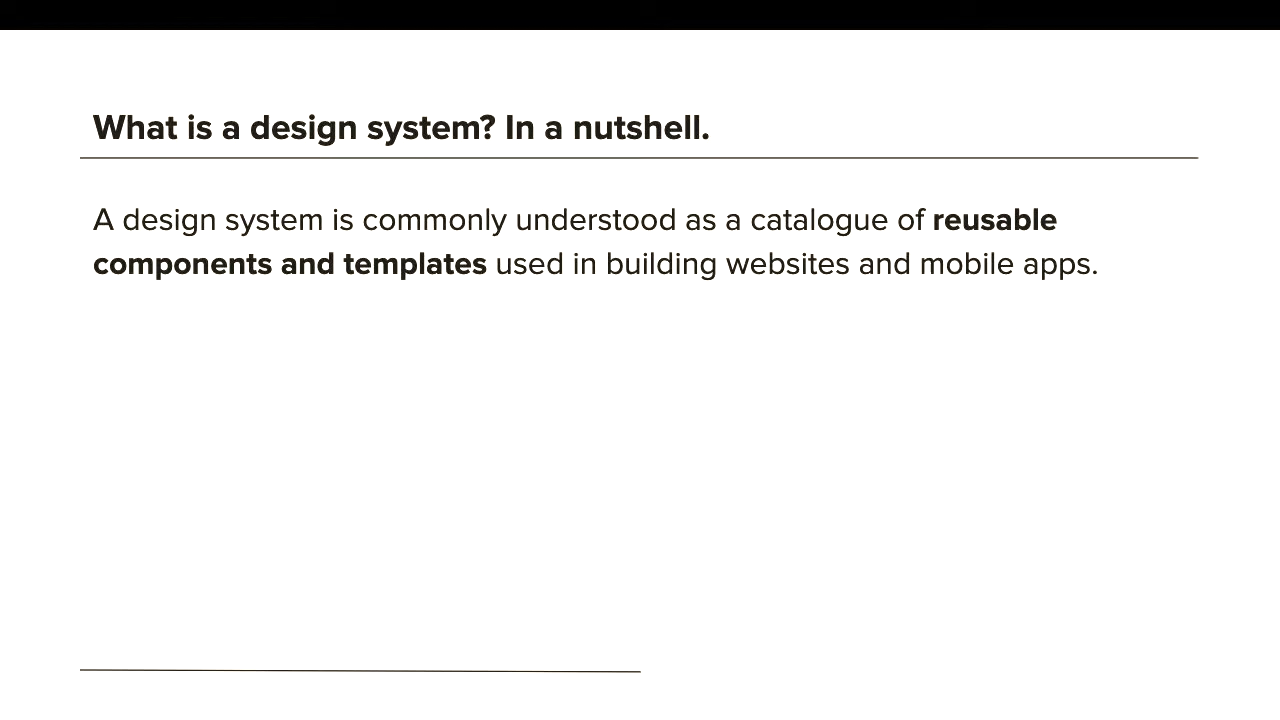 What is a design system? In a nutshell.
A design system is commonly understood as a catalogue of reusable
components and templates used in building websites and mobile apps.